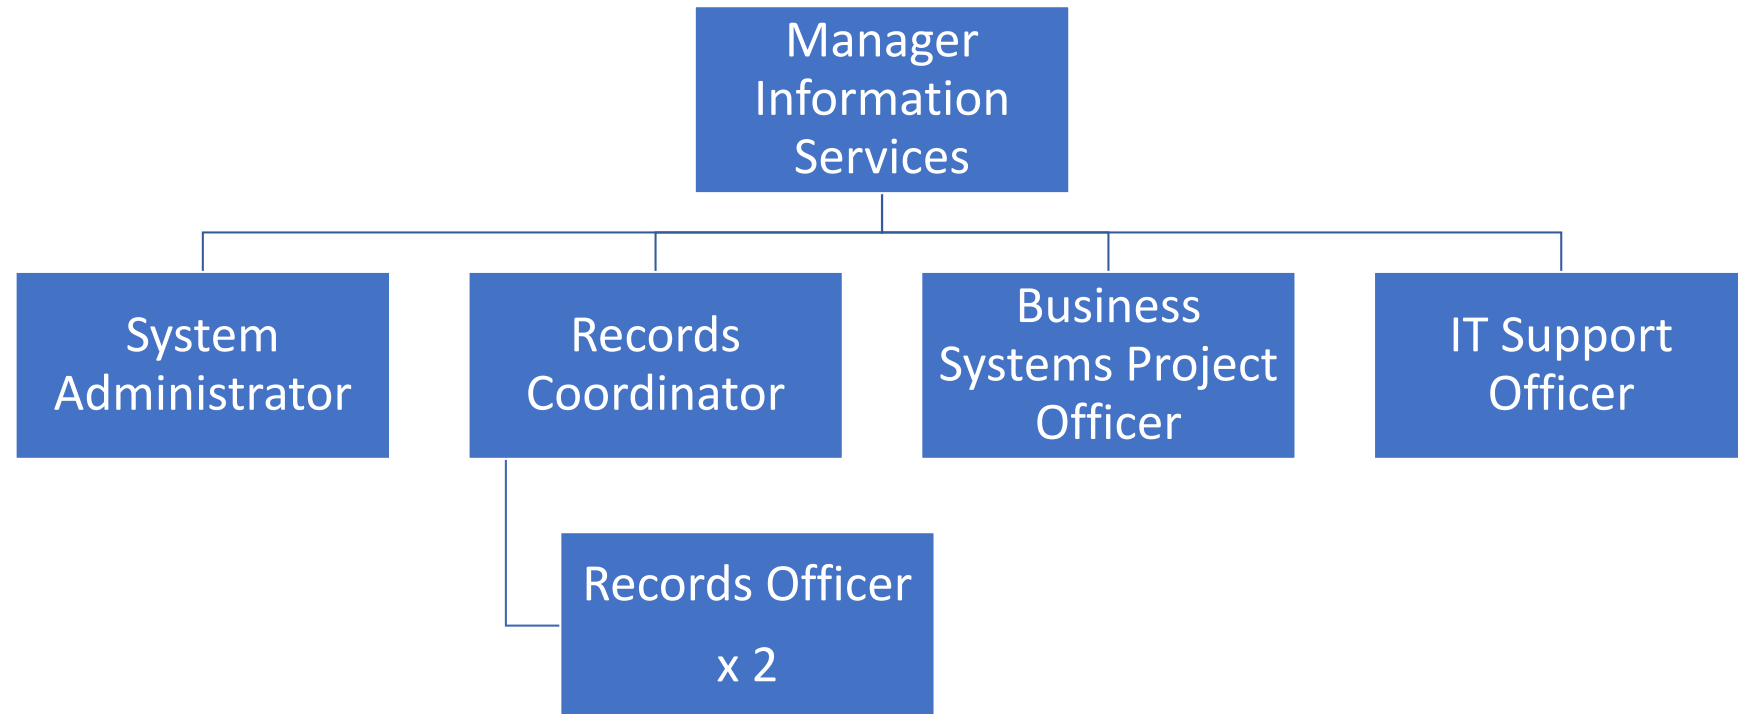 Manager
Information
Services
System
Administrator
Records
Coordinator
Business
Systems Project
Officer
IT Support
Officer
Records Officer
x 2